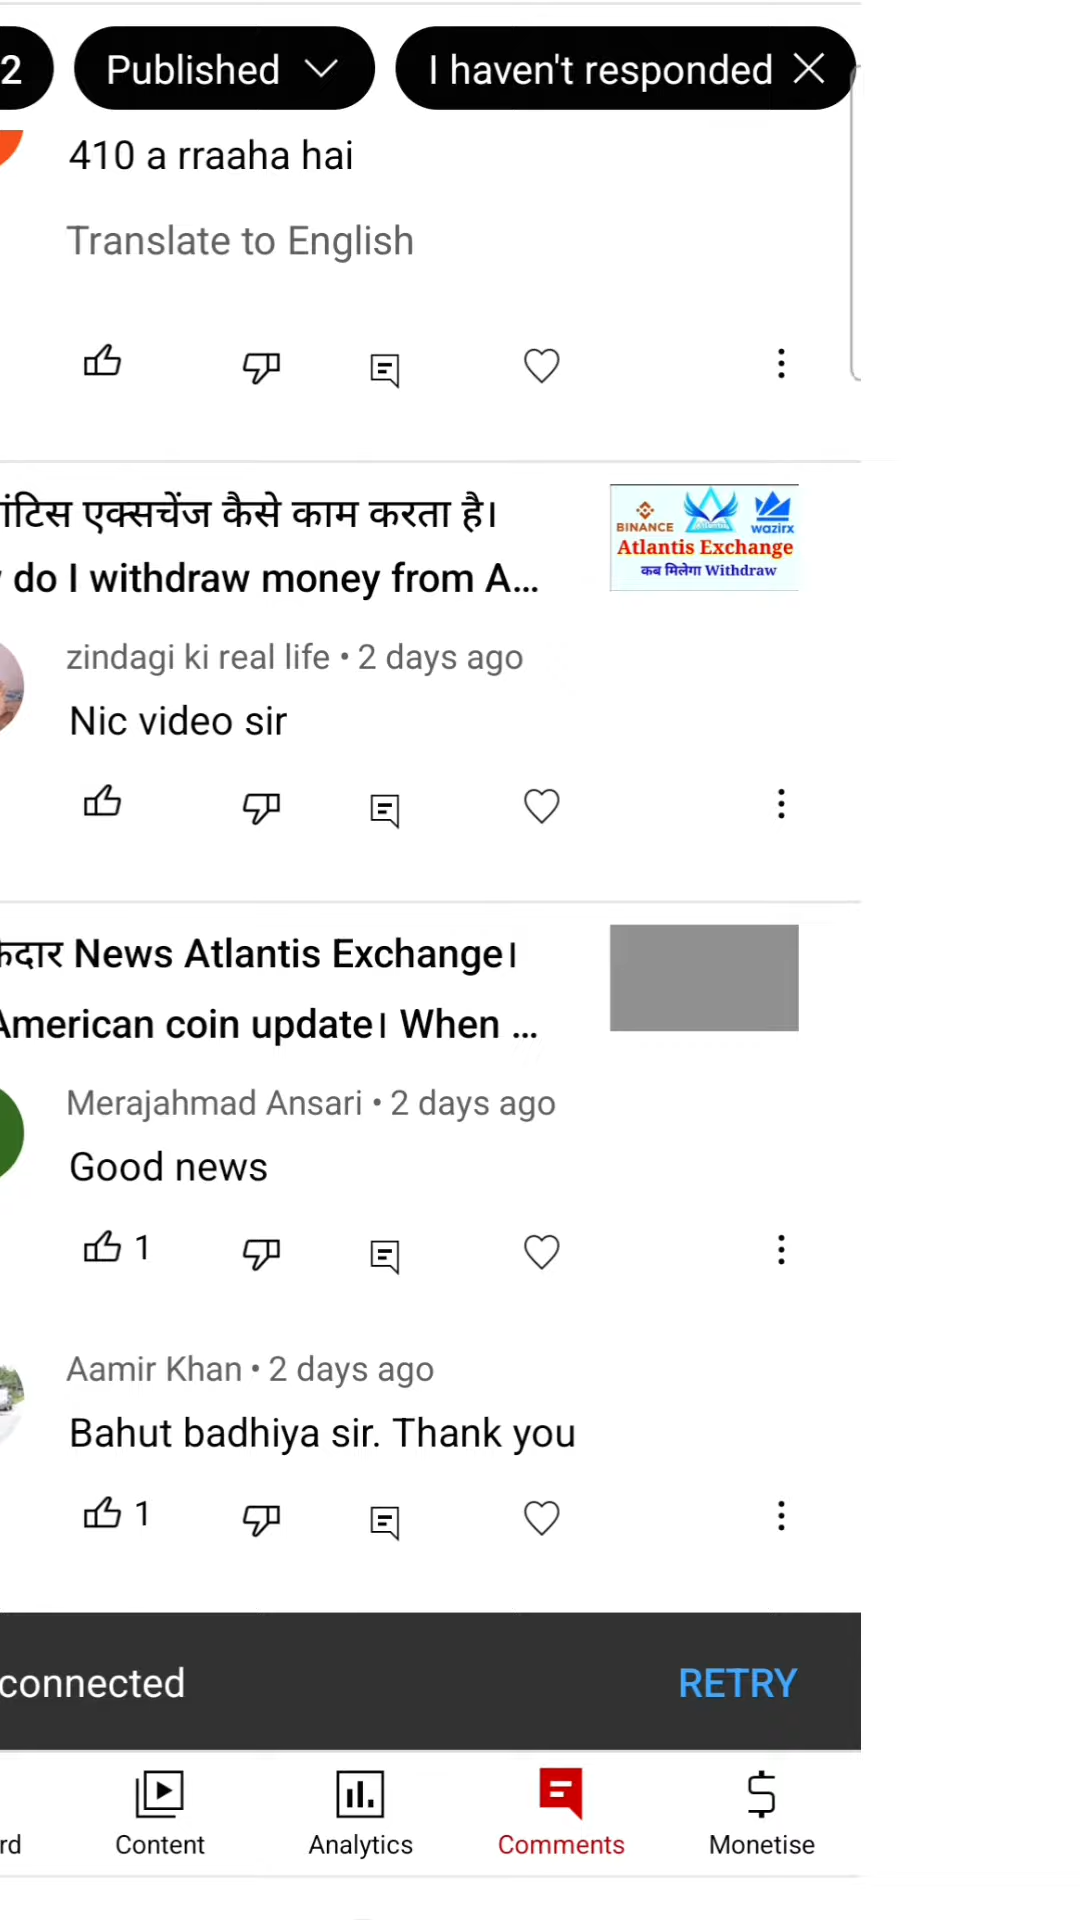 2 Published I haven't responded
410 a rraaha hai
Translate to English
एक्सचेंज कैसे काम करता है।
do I withdraw money from A...
BINANCE wazirx
Atlantis Exchange
कब मिलेगा Withdraw
zindagi ki real life • 2 days ago
Nic video sir
News Atlantis Exchange।
American coin update। When ...
Merajahmad Ansari • 2 days ago
Good news
1
Aamir Khan • 2 days ago
Bahut badhiya sir. Thank you
1
connected RETRY
rd Content Analytics Comments Monetise